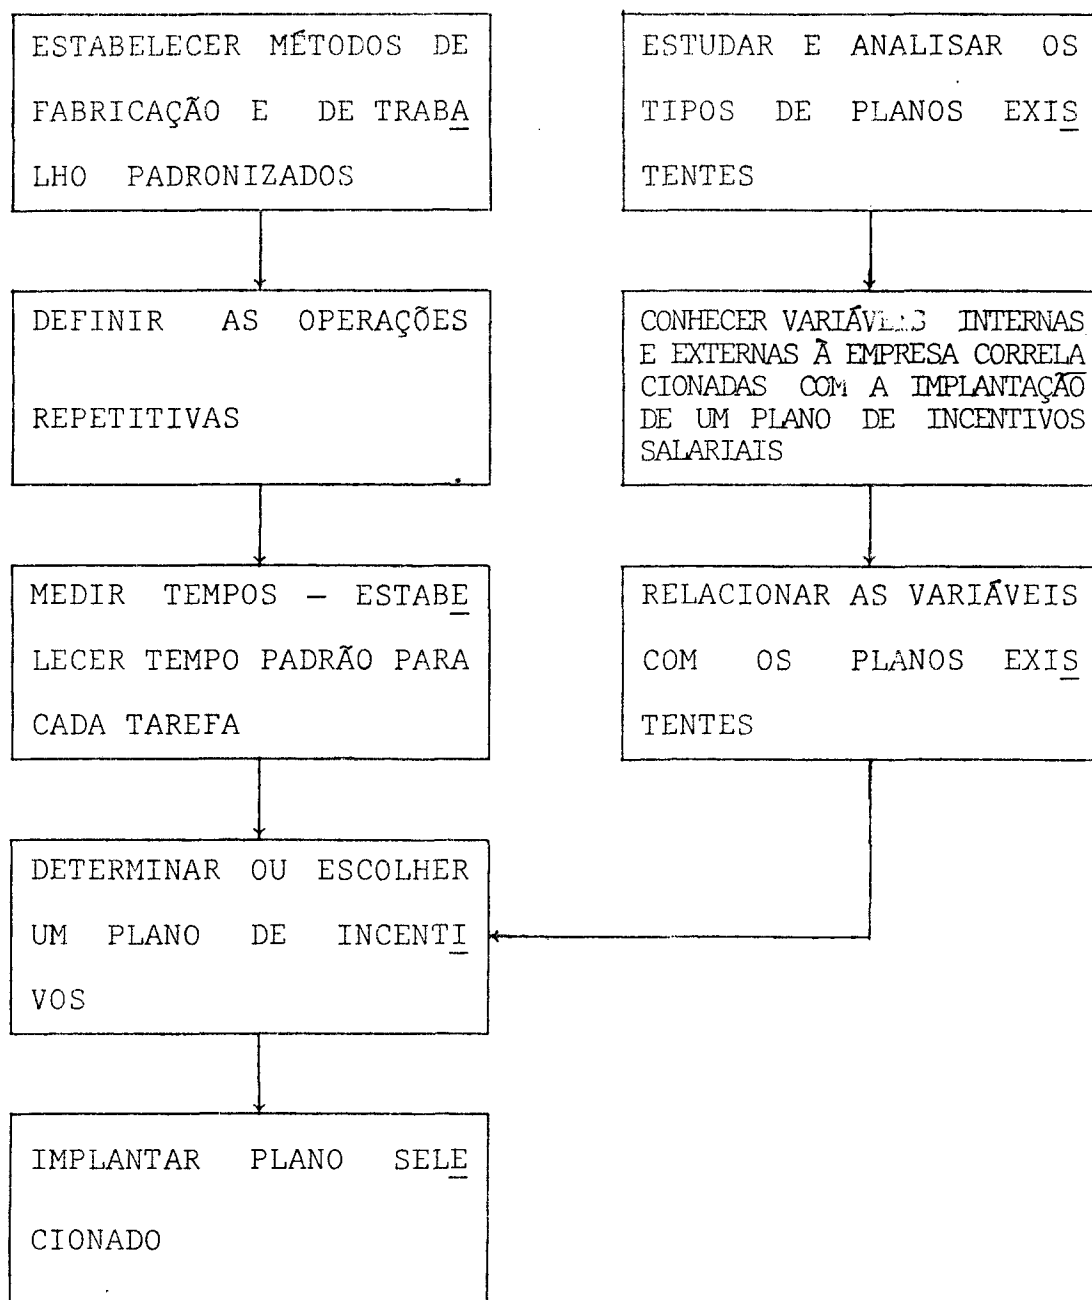 ESTABELECER MÉTODOS DE
FABRICAÇÃO E DE TRABA
LHO PADRONIZADOS
DEFINIR AS OPERAÇÕES
REPETITIVAS
MEDIR TEMPOS — ESTABE
LECER TEMPO PADRÃO PARA
CADA TAREFA
DETERMINAR OU ESCOLHER
UM PLANO DE INCENTI
VOS
IMPLANTAR PLANO SELE
CIONADO
ESTUDAR E ANALISAR OS
TIPOS DE PLANOS EXIS
TENTES
CONHECER VARIÁVEIS INTERNAS
E EXTERNAS À EMPRESA CORRELA
CIONADAS COM A IMPLANTAÇÃO
DE UM PLANO DE INCENTIVOS
SALARIAIS
RELACIONAR AS VARIÁVEIS
COM OS PLANOS EXIS
TENTES